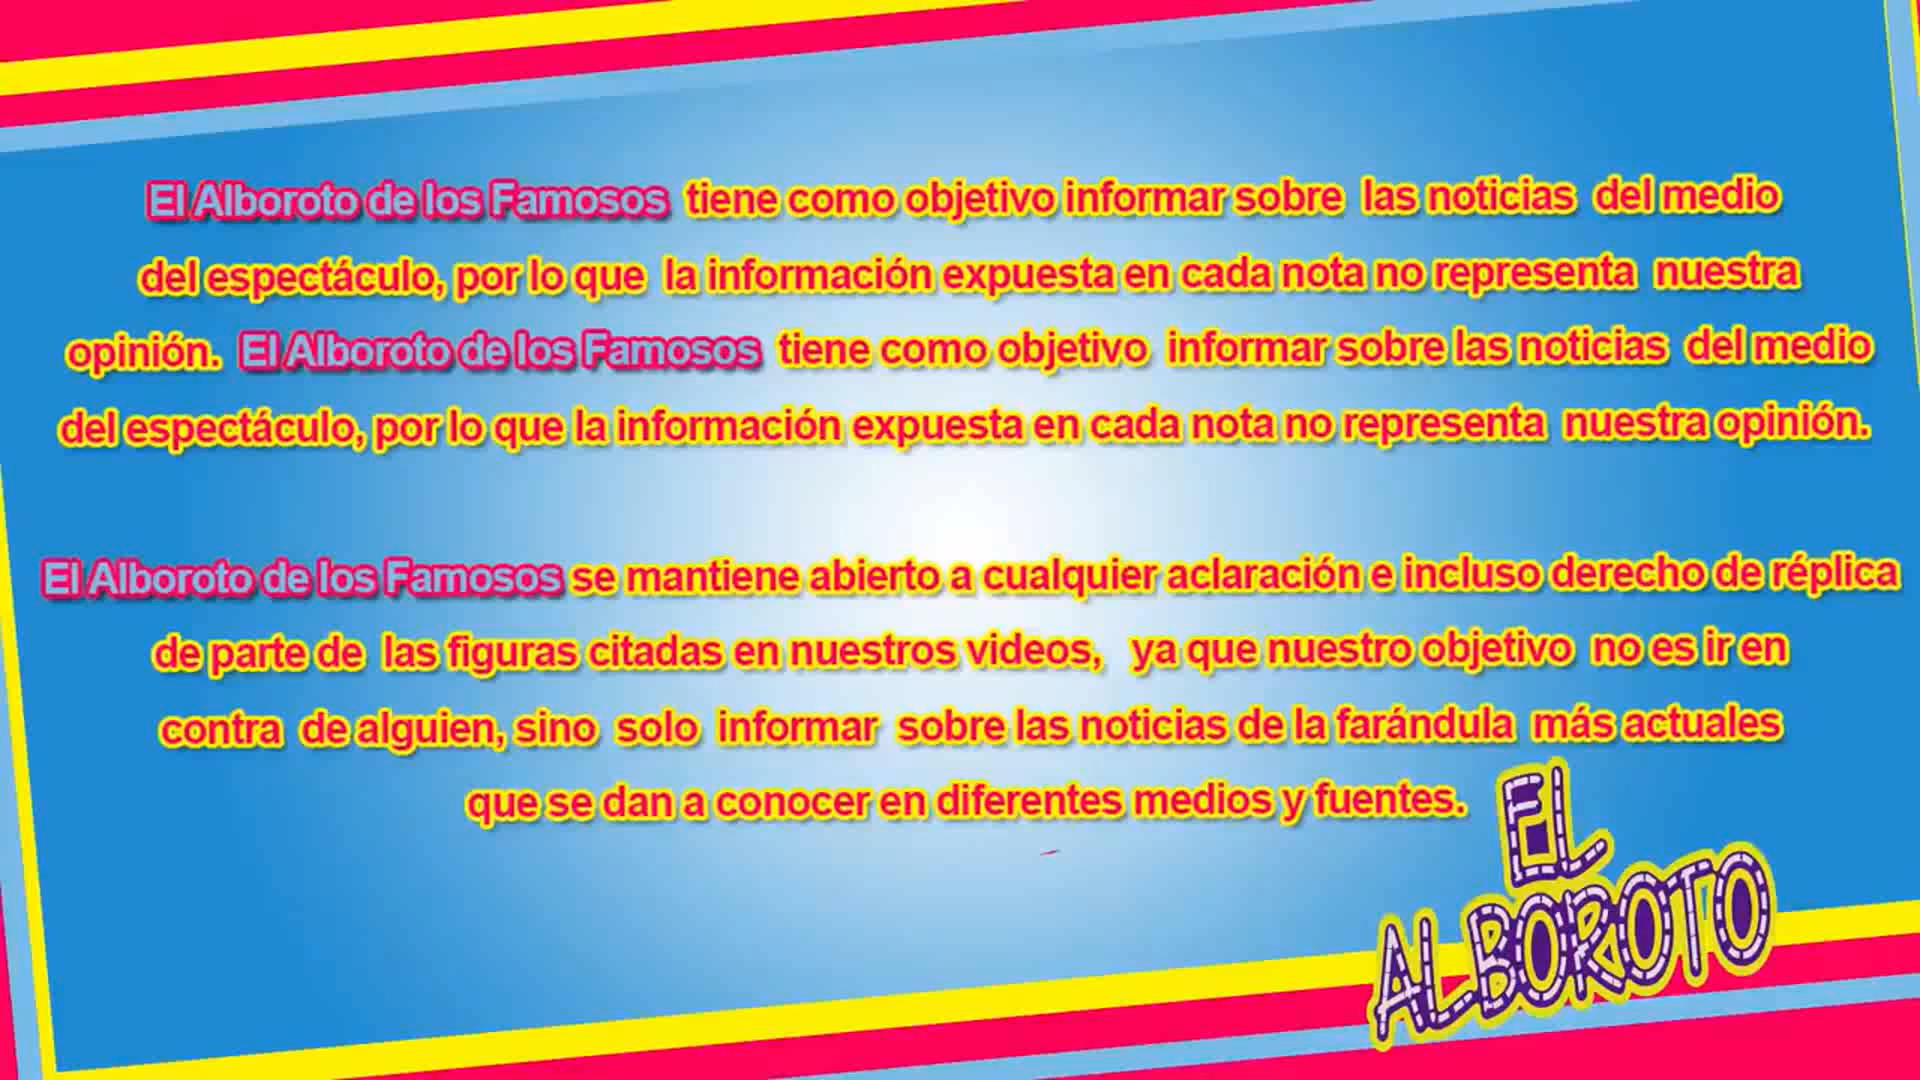 El Alboroto de los Famosos tiene como objetivo informar sobre las noticias del medio
del espectáculo, por lo que la información expuesta en cada nota no representa nuestra
opinión. El Alboroto de los Famosos tiene como objetivo informar sobre las noticias del medio
del espectáculo, por lo que la información expuesta en cada nota no representa nuestra opinión.
El Alboroto de los Famosos se mantiene abierto a cualquier aclaración e incluso derecho de réplica
de parte de las figuras citadas en nuestros videos, ya que nuestro objetivo no es ir en
contra de alguien, sino solo informar sobre las noticias de la farándula más actuales
que se dan a conocer en diferentes medios y fuentes.
EL
ALBOROTO